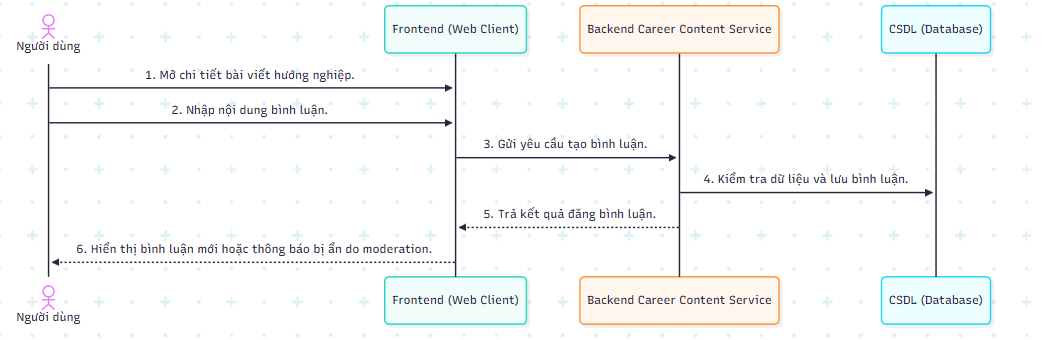 Người dùng
Frontend (Web Client)
Backend Career Content Service
CSDL (Database)
1. Mở chi tiết bài viết hướng nghiệp.
2. Nhập nội dung bình luận.
3. Gửi yêu cầu tạo bình luận.
4. Kiểm tra dữ liệu và lưu bình luận.
5. Trả kết quả đăng bình luận.
6. Hiển thị bình luận mới hoặc thông báo bị ẩn do moderation.
Người dùng
Frontend (Web Client)
Backend Career Content Service
CSDL (Database)